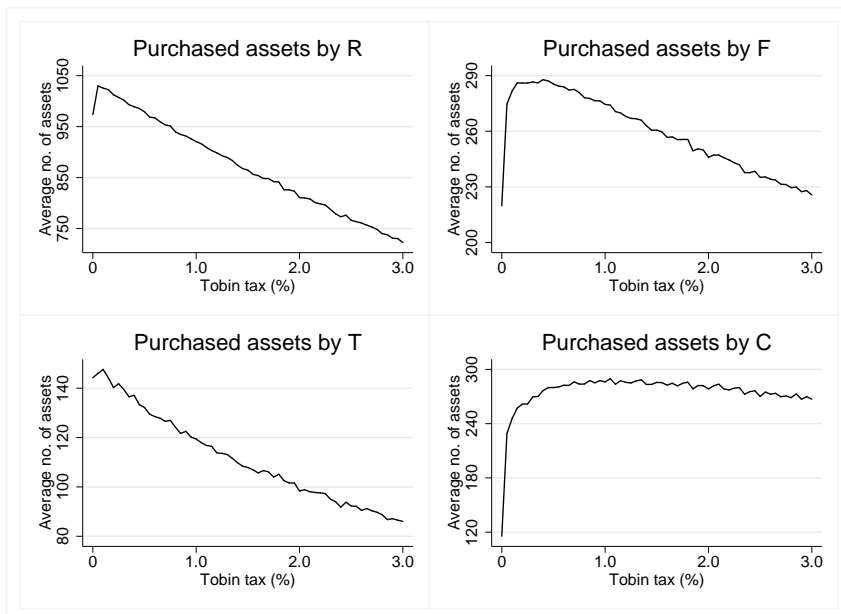 Purchased assets by R
Average no. of assets
1050
950
850
750
0 1.0 2.0 3.0
Tobin tax (%)
Purchased assets by F
Average no. of assets
290
260
230
200
0 1.0 2.0 3.0
Tobin tax (%)
Purchased assets by T
Average no. of assets
140
120
100
80
0 1.0 2.0 3.0
Tobin tax (%)
Purchased assets by C
Average no. of assets
300
240
180
120
0 1.0 2.0 3.0
Tobin tax (%)